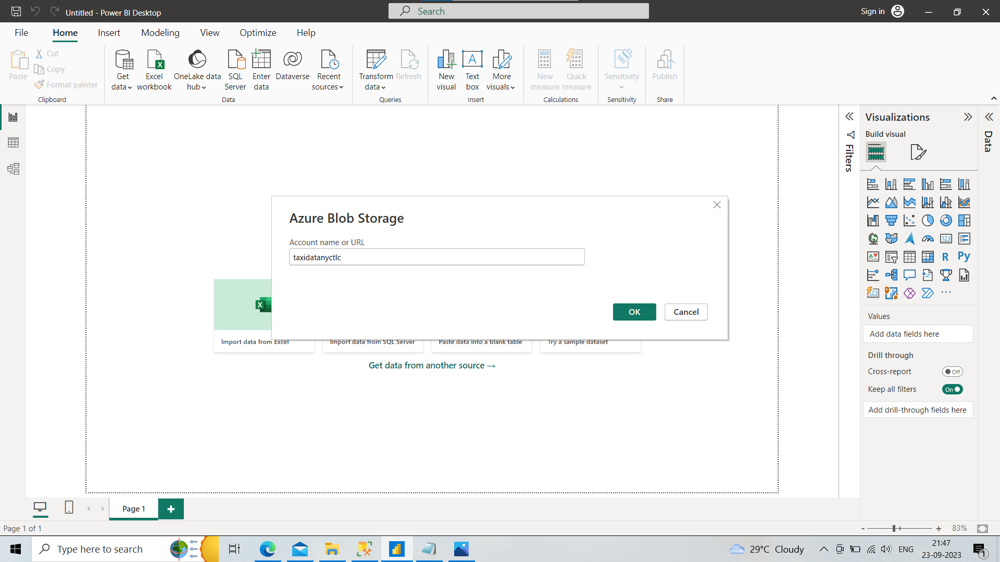 Untitled - Power BI Desktop
Search
Sign in
File
Home
Insert
Modeling
View
Optimize
Help
Paste
Cut
Copy
Format painter
Clipboard
Get data
Excel workbook
OneLake data hub
SQL Server
Enter data
Dataverse
Recent sources
Data
Transform data
Refresh
Queries
New visual
Text box
More visuals
Insert
New measure
Quick measure
Calculations
Sensitivity
Sensitivity
Publish
Share
Azure Blob Storage
Account name or URL
taxidatanyctlc
OK
Cancel
Import data from Excel
Import data from SQL Server
Paste data into a blank table
Try a sample dataset
Get data from another source →
Filters
Visualizations
Build visual
123
R
Py
123
Values
Add data fields here
Drill through
Cross-report
Off
Keep all filters
On
Add drill-through fields here
Data
Page 1
Page 1 of 1
- + 83%
Type here to search
29°C Cloudy
ENG
21:47
23-09-2023
1